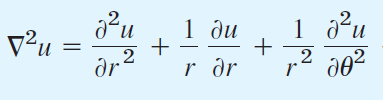 ∇²u = ∂²u/∂r² + 1/r ∂u/∂r + 1/r² ∂²u/∂θ²